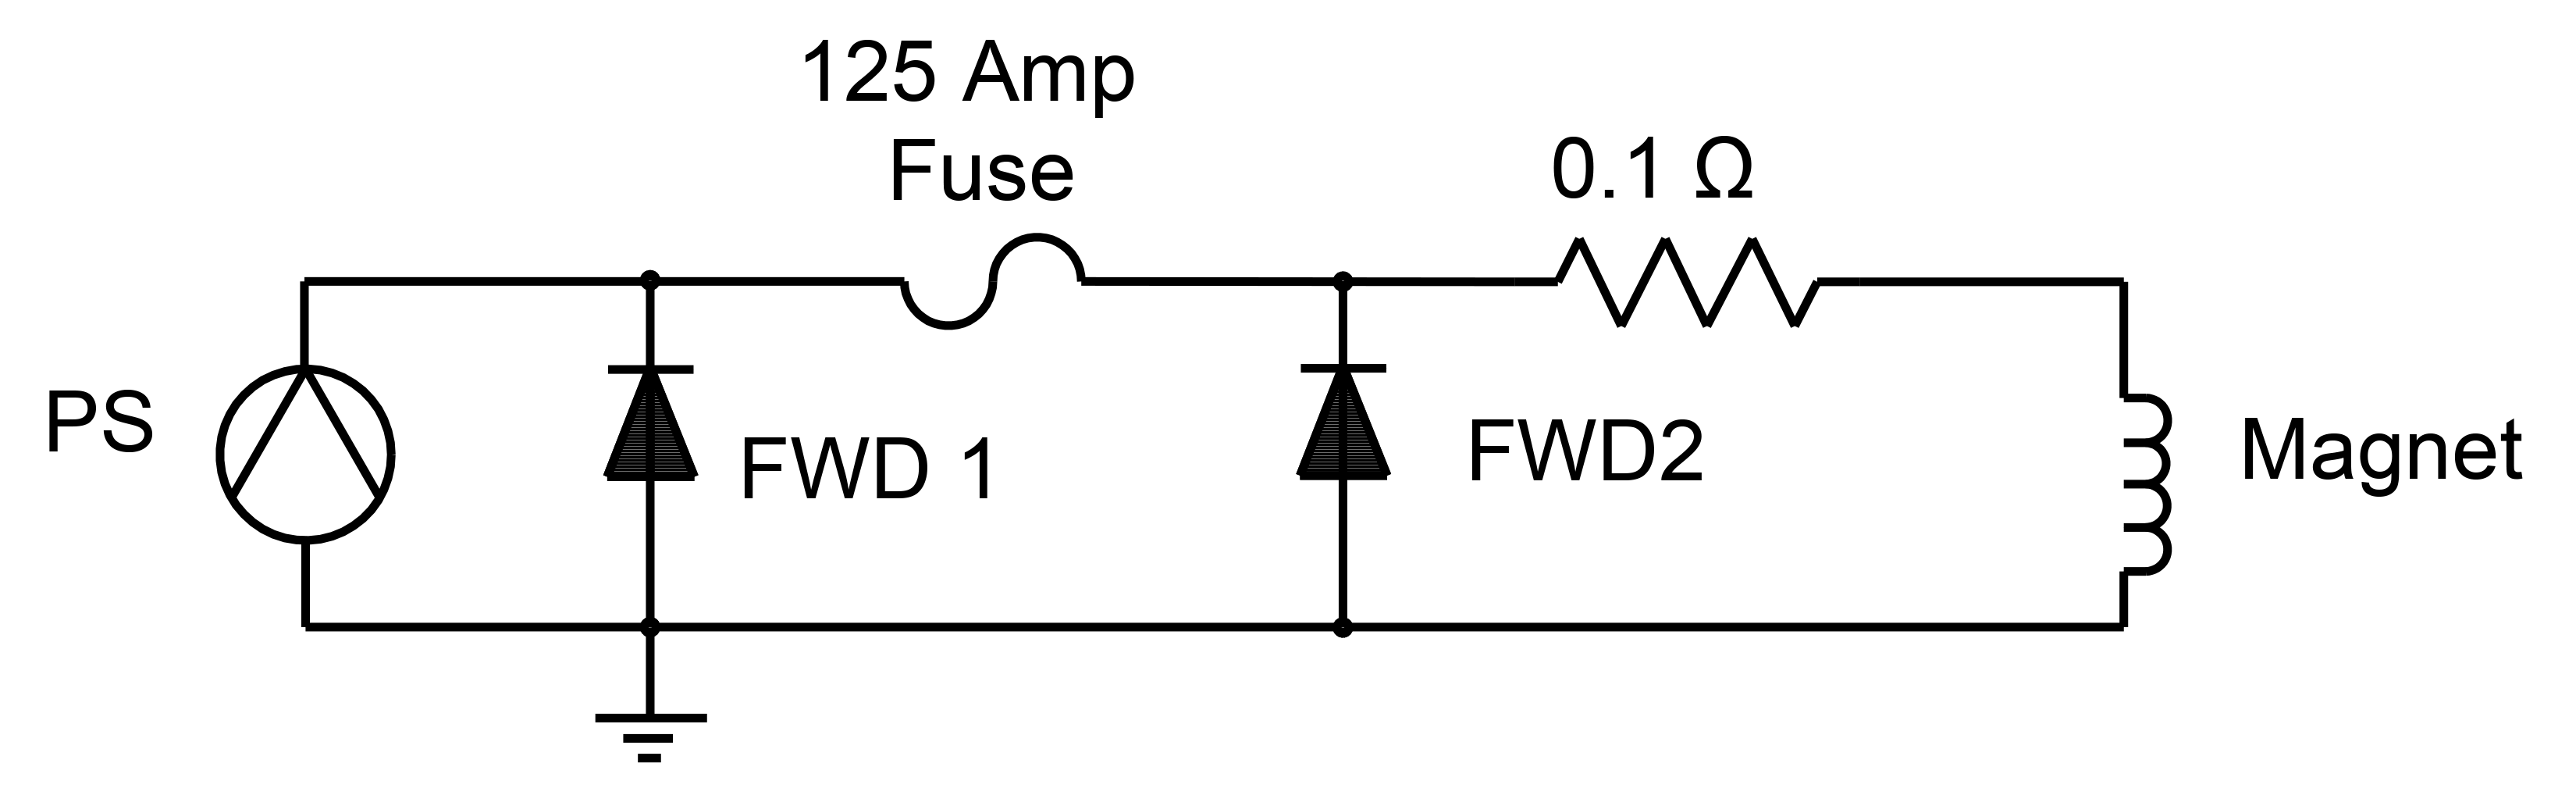 125 Amp
Fuse
0.1 Ω
PS
FWD 1
FWD2
Magnet